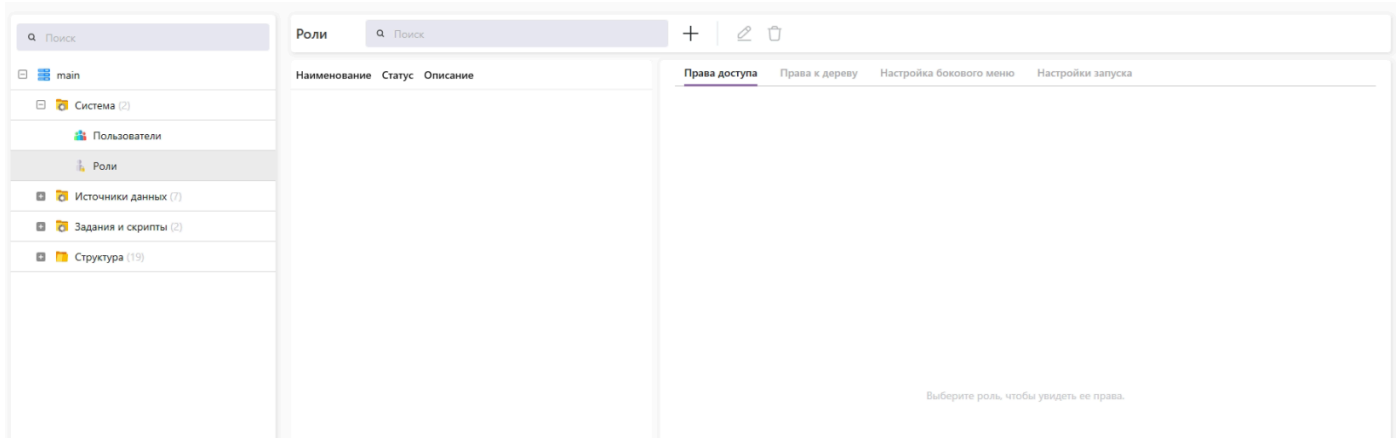 Поиск
main
Система (2)
Пользователи
Роли
Источники данных (7)
Задания и скрипты (2)
Структура (19)
Роли Поиск
Наименование Статус Описание
Права доступа Права к дереву Настройка бокового меню Настройки запуска
Выберите роль, чтобы увидеть ее права.